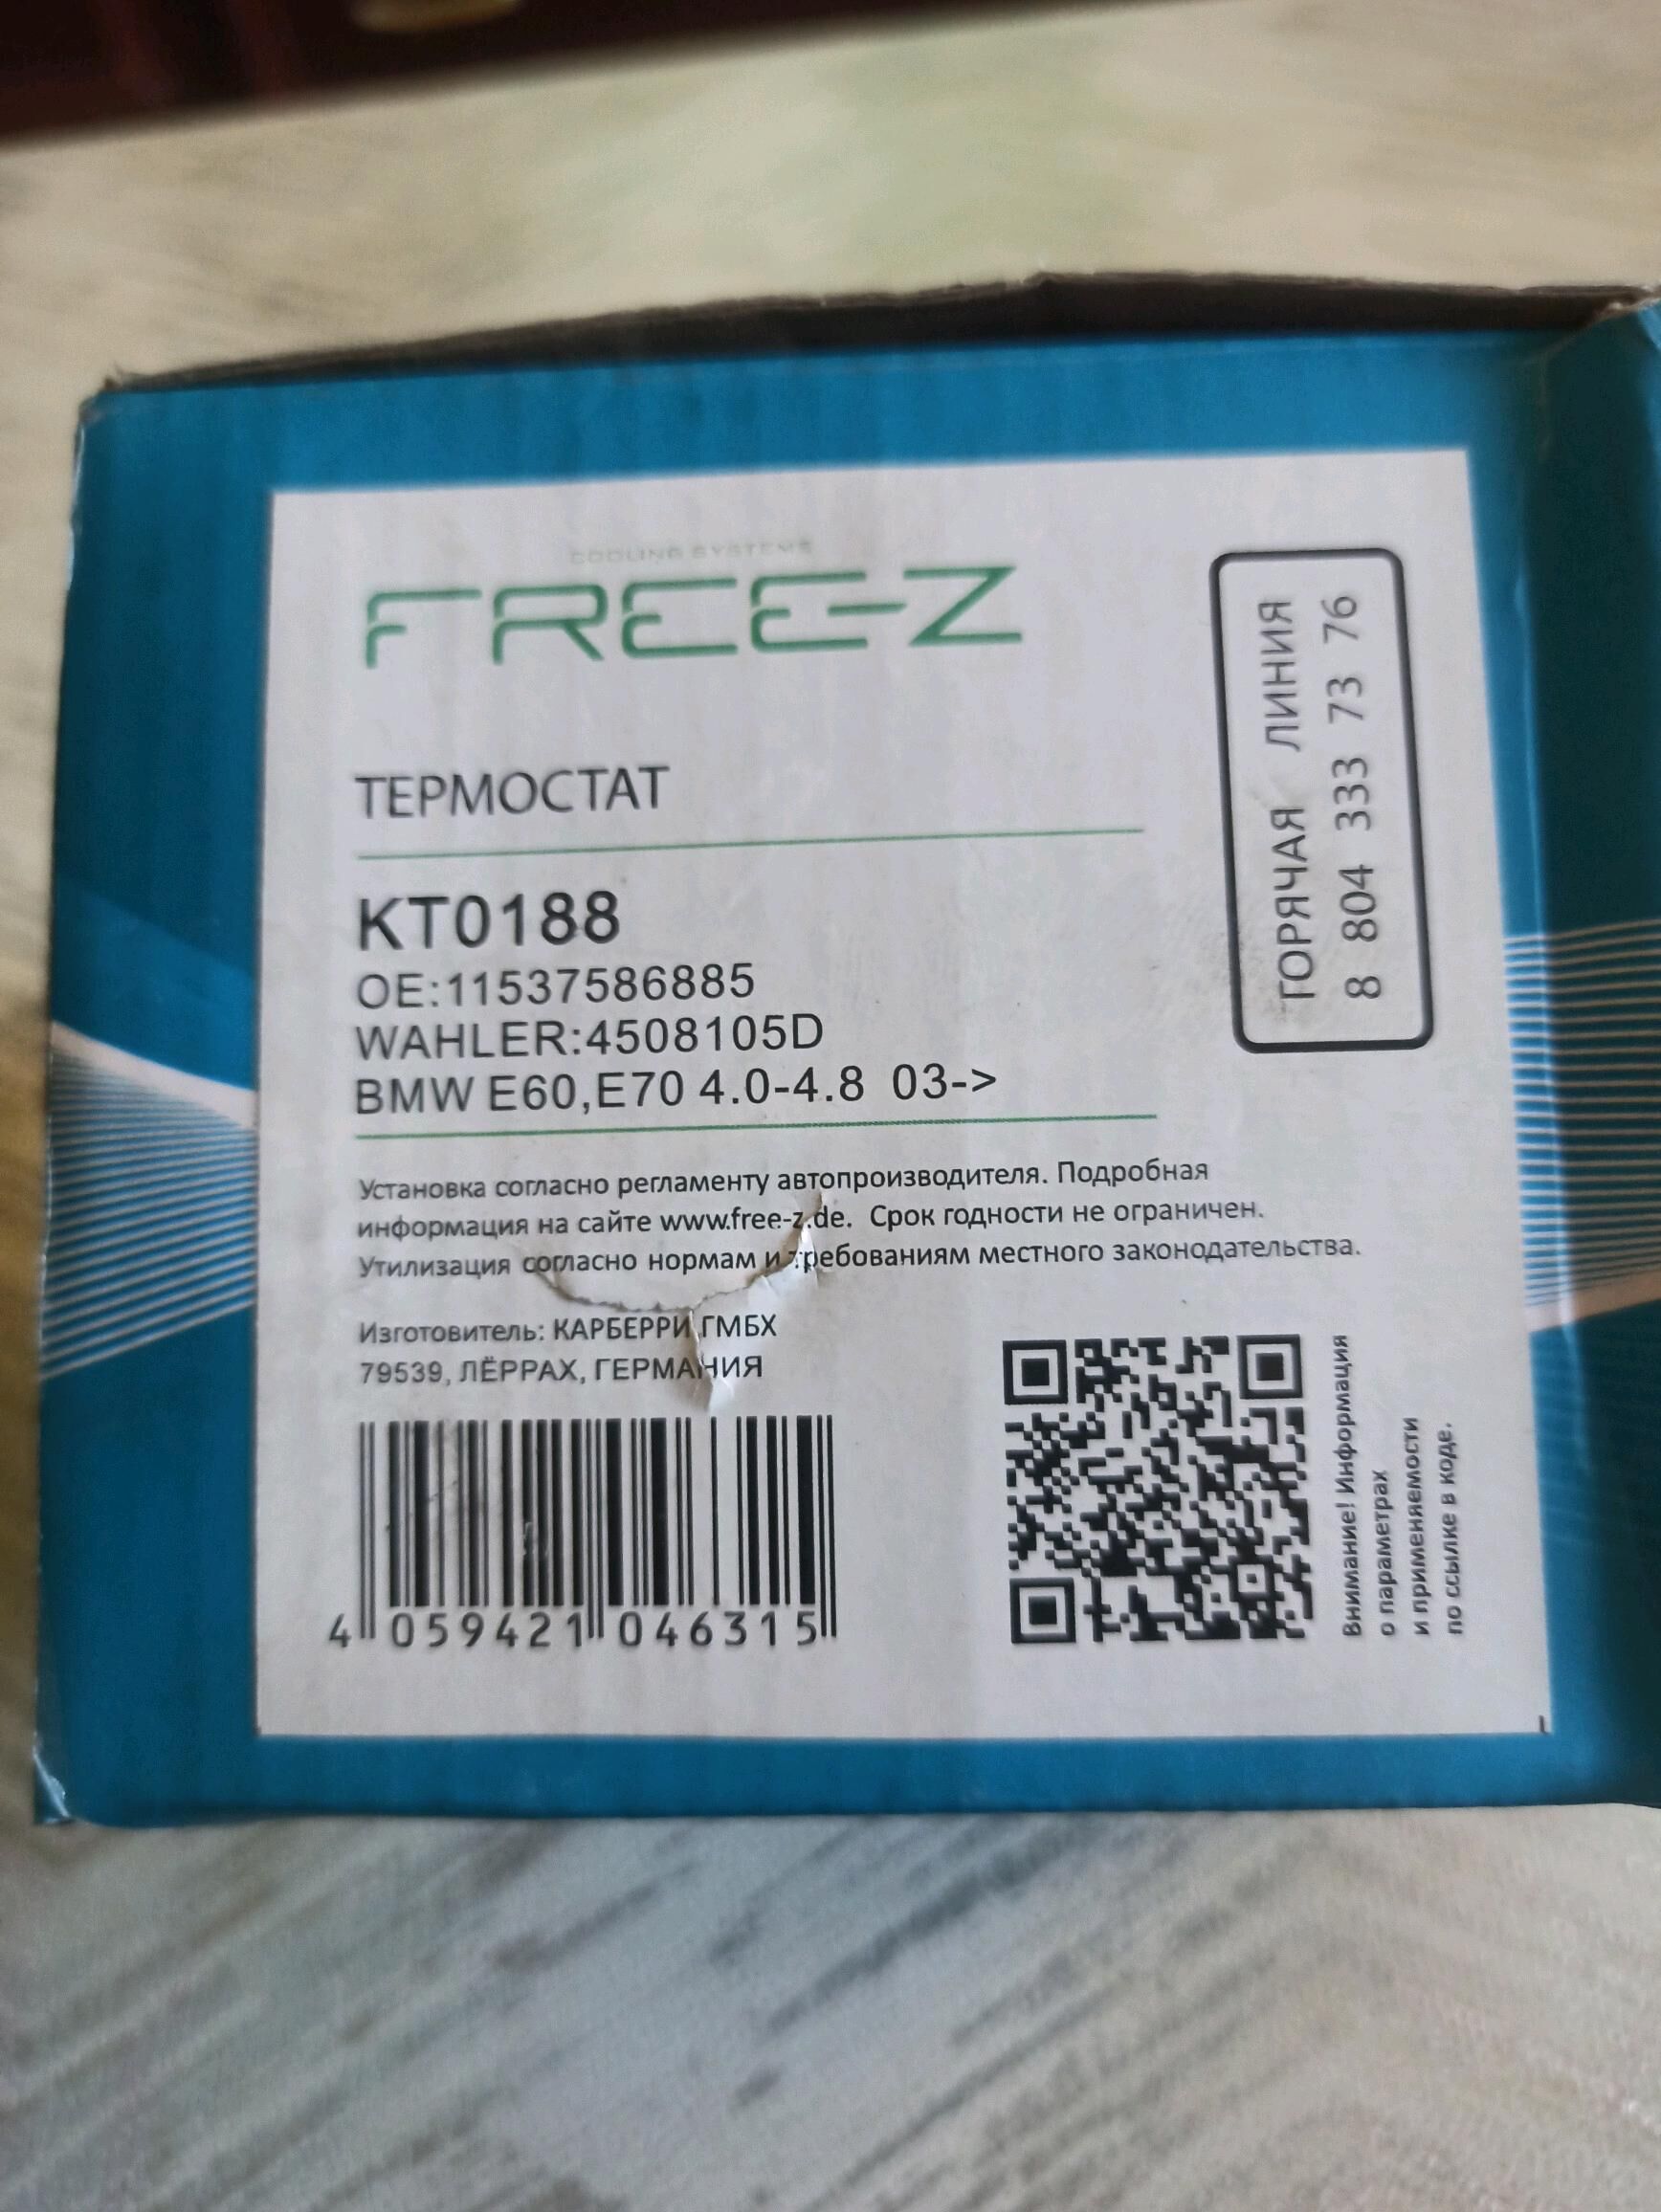 COOLING SYSTEMS
FREE-Z
ТЕРМОСТАТ
KT0188
OE:11537586885
WAHLER:4508105D
BMW E60,E70 4.0-4.8 03->
Установка согласно регламенту автопроизводителя. Подробная
информация на сайте www.free-z.de. Срок годности не ограничен.
Утилизация согласно нормам и требованиям местного законодательства.
Изготовитель: КАРБЕРРИ ГМБХ
79539, ЛЁРРАХ, ГЕРМАНИЯ
4 059421 046315
ГОРЯЧАЯ ЛИНИЯ
8 804 333 73 76
Внимание! Информация
о параметрах
и применяемости
по ссылке в коде.